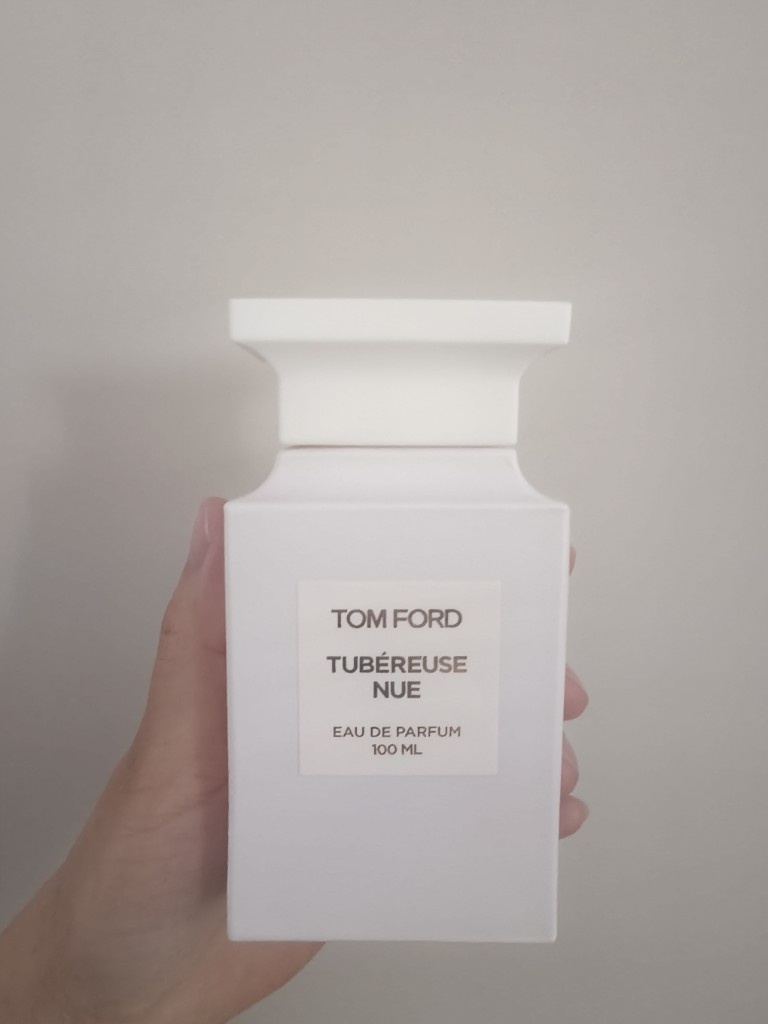 TOM FORD
TUBÉREUSE
NUE
EAU DE PARFUM
100 ML